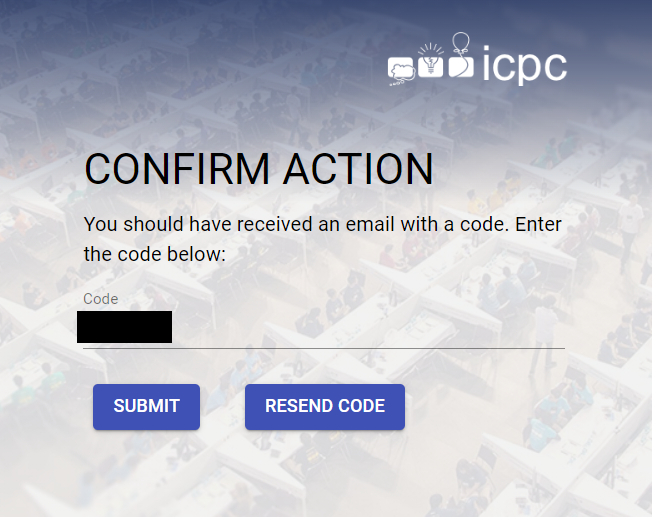 icpc
CONFIRM ACTION
You should have received an email with a code. Enter
the code below:
Code
SUBMIT
RESEND CODE